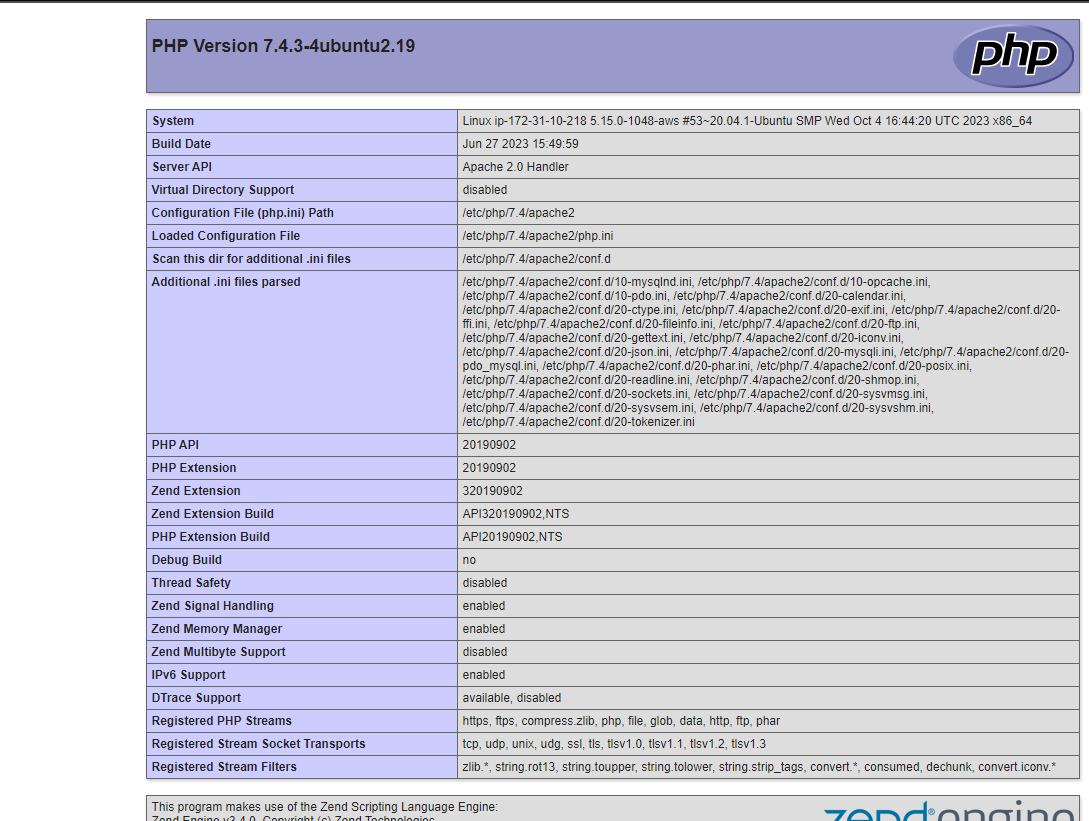 PHP Version 7.4.3-4ubuntu2.19
php
System Linux ip-172-31-10-218 5.15.0-1048-aws #53~20.04.1-Ubuntu SMP Wed Oct 4 16:44:20 UTC 2023 x86_64
Build Date Jun 27 2023 15:49:59
Server API Apache 2.0 Handler
Virtual Directory Support disabled
Configuration File (php.ini) Path /etc/php/7.4/apache2
Loaded Configuration File /etc/php/7.4/apache2/php.ini
Scan this dir for additional .ini files /etc/php/7.4/apache2/conf.d
Additional .ini files parsed /etc/php/7.4/apache2/conf.d/10-mysqlnd.ini, /etc/php/7.4/apache2/conf.d/10-opcache.ini,
/etc/php/7.4/apache2/conf.d/10-pdo.ini, /etc/php/7.4/apache2/conf.d/20-calendar.ini,
/etc/php/7.4/apache2/conf.d/20-ctype.ini, /etc/php/7.4/apache2/conf.d/20-exif.ini, /etc/php/7.4/apache2/conf.d/20-
ffi.ini, /etc/php/7.4/apache2/conf.d/20-fileinfo.ini, /etc/php/7.4/apache2/conf.d/20-ftp.ini,
/etc/php/7.4/apache2/conf.d/20-gettext.ini, /etc/php/7.4/apache2/conf.d/20-iconv.ini,
/etc/php/7.4/apache2/conf.d/20-json.ini, /etc/php/7.4/apache2/conf.d/20-mysqli.ini, /etc/php/7.4/apache2/conf.d/20-
pdo_mysql.ini, /etc/php/7.4/apache2/conf.d/20-phar.ini, /etc/php/7.4/apache2/conf.d/20-posix.ini,
/etc/php/7.4/apache2/conf.d/20-readline.ini, /etc/php/7.4/apache2/conf.d/20-shmop.ini,
/etc/php/7.4/apache2/conf.d/20-sockets.ini, /etc/php/7.4/apache2/conf.d/20-sysvmsg.ini,
/etc/php/7.4/apache2/conf.d/20-sysvsem.ini, /etc/php/7.4/apache2/conf.d/20-sysvshm.ini,
/etc/php/7.4/apache2/conf.d/20-tokenizer.ini
PHP API 20190902
PHP Extension 20190902
Zend Extension 320190902
Zend Extension Build API320190902,NTS
PHP Extension Build API20190902,NTS
Debug Build no
Thread Safety disabled
Zend Signal Handling enabled
Zend Memory Manager enabled
Zend Multibyte Support disabled
IPv6 Support enabled
DTrace Support available, disabled
Registered PHP Streams https, ftps, compress.zlib, php, file, glob, data, http, ftp, phar
Registered Stream Socket Transports tcp, udp, unix, udg, ssl, tls, tlsv1.0, tlsv1.1, tlsv1.2, tlsv1.3
Registered Stream Filters zlib.*, string.rot13, string.toupper, string.tolower, string.strip_tags, convert.*, consumed, dechunk, convert.iconv.*
This program makes use of the Zend Scripting Language Engine:
Zend Engine v3.4.0, Copyright (c) Zend Technologies
zend® engine